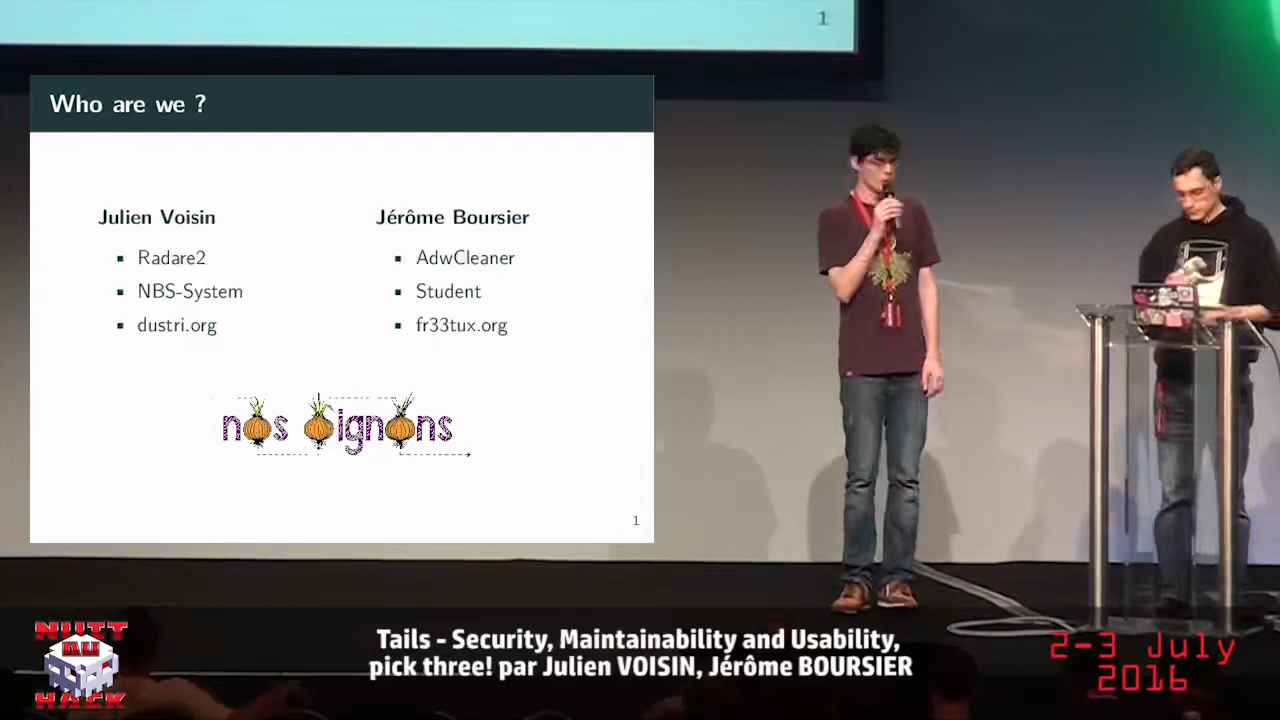 1
Who are we ?
Julien Voisin
Radare2
NBS-System
dustri.org
Jérôme Boursier
AdwCleaner
Student
fr33tux.org
nos oignons
1
NUIT
DU
HACK
Tails - Security, Maintainability and Usability,
pick three! par Julien VOISIN, Jérôme BOURSIER
2-3 July
2016